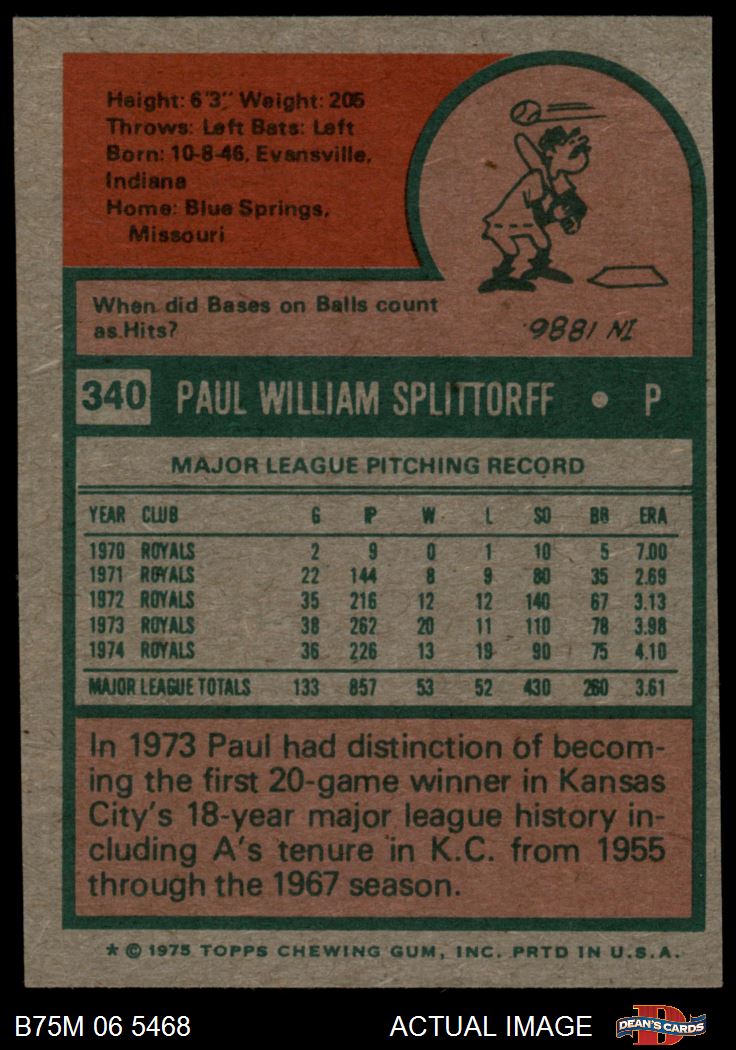 Height: 6'3" Weight: 205
Throws: Left Bats: Left
Born: 10-8-46, Evansville,
Indiana
Home: Blue Springs,
Missouri
When did Bases on Balls count
as Hits?
IN 1886.
340 PAUL WILLIAM SPLITTORFF • P
MAJOR LEAGUE PITCHING RECORD
YEAR CLUB G IP W L SO BB ERA
1970 ROYALS 2 9 0 1 10 5 7.00
1971 ROYALS 22 144 8 9 80 35 2.69
1972 ROYALS 35 216 12 12 140 67 3.13
1973 ROYALS 38 262 20 11 110 78 3.98
1974 ROYALS 36 226 13 19 90 75 4.10
MAJOR LEAGUE TOTALS 133 857 53 52 430 260 3.61
In 1973 Paul had distinction of becom-
ing the first 20-game winner in Kansas
City's 18-year major league history in-
cluding A's tenure in K.C. from 1955
through the 1967 season.
* © 1975 TOPPS CHEWING GUM, INC. PRTD IN U.S.A.
B75M 06 5468 ACTUAL IMAGE D DEAN'S CARDS